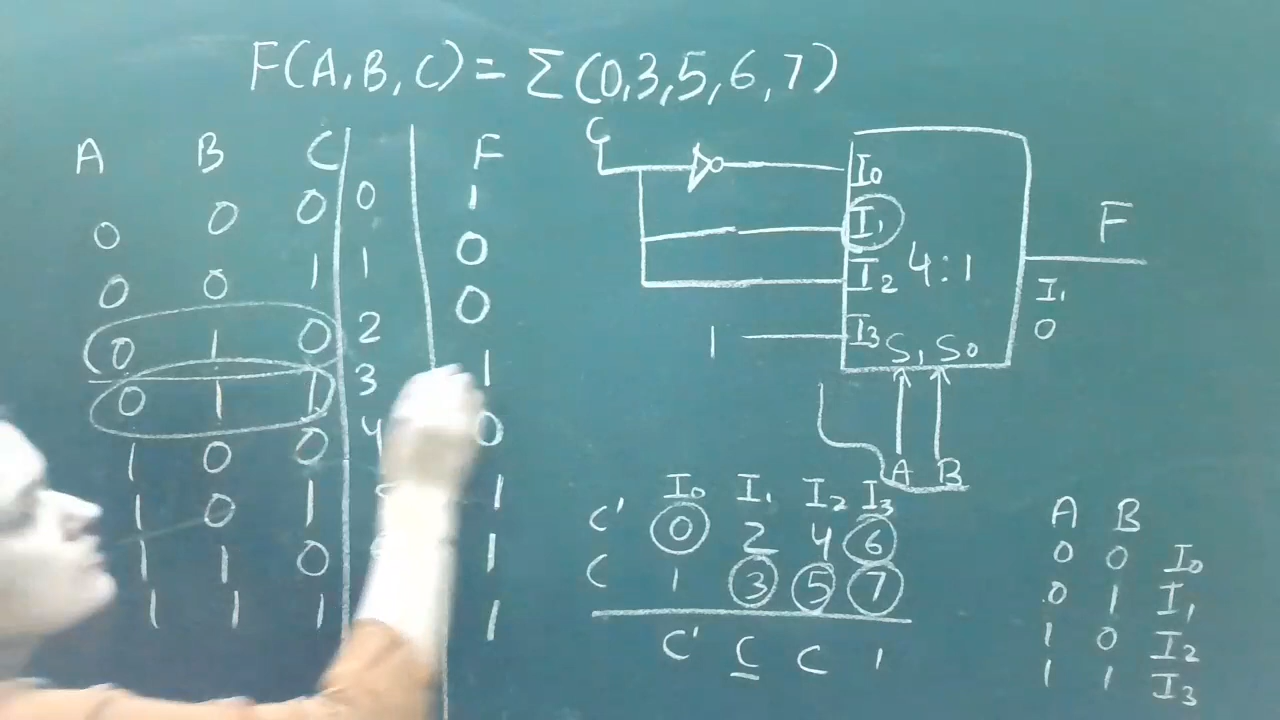 F(A,B,C) = Σ(0,3,5,6,7)
A B C F
0 0 0 0 1
0 0 1 1 0
0 1 0 2 0
0 1 1 3 1
1 0 0 4 0
1 0 1 1
1 1 0 1
1 1 1 1
C
I0
I1
I2 4:1
I3 S1 S0
1
F
I1
0
A B
I0 I1 I2 I3
C' 0 2 4 6
C 1 3 5 7
C' C C 1
A B
0 0 I0
0 1 I1
1 0 I2
1 1 I3